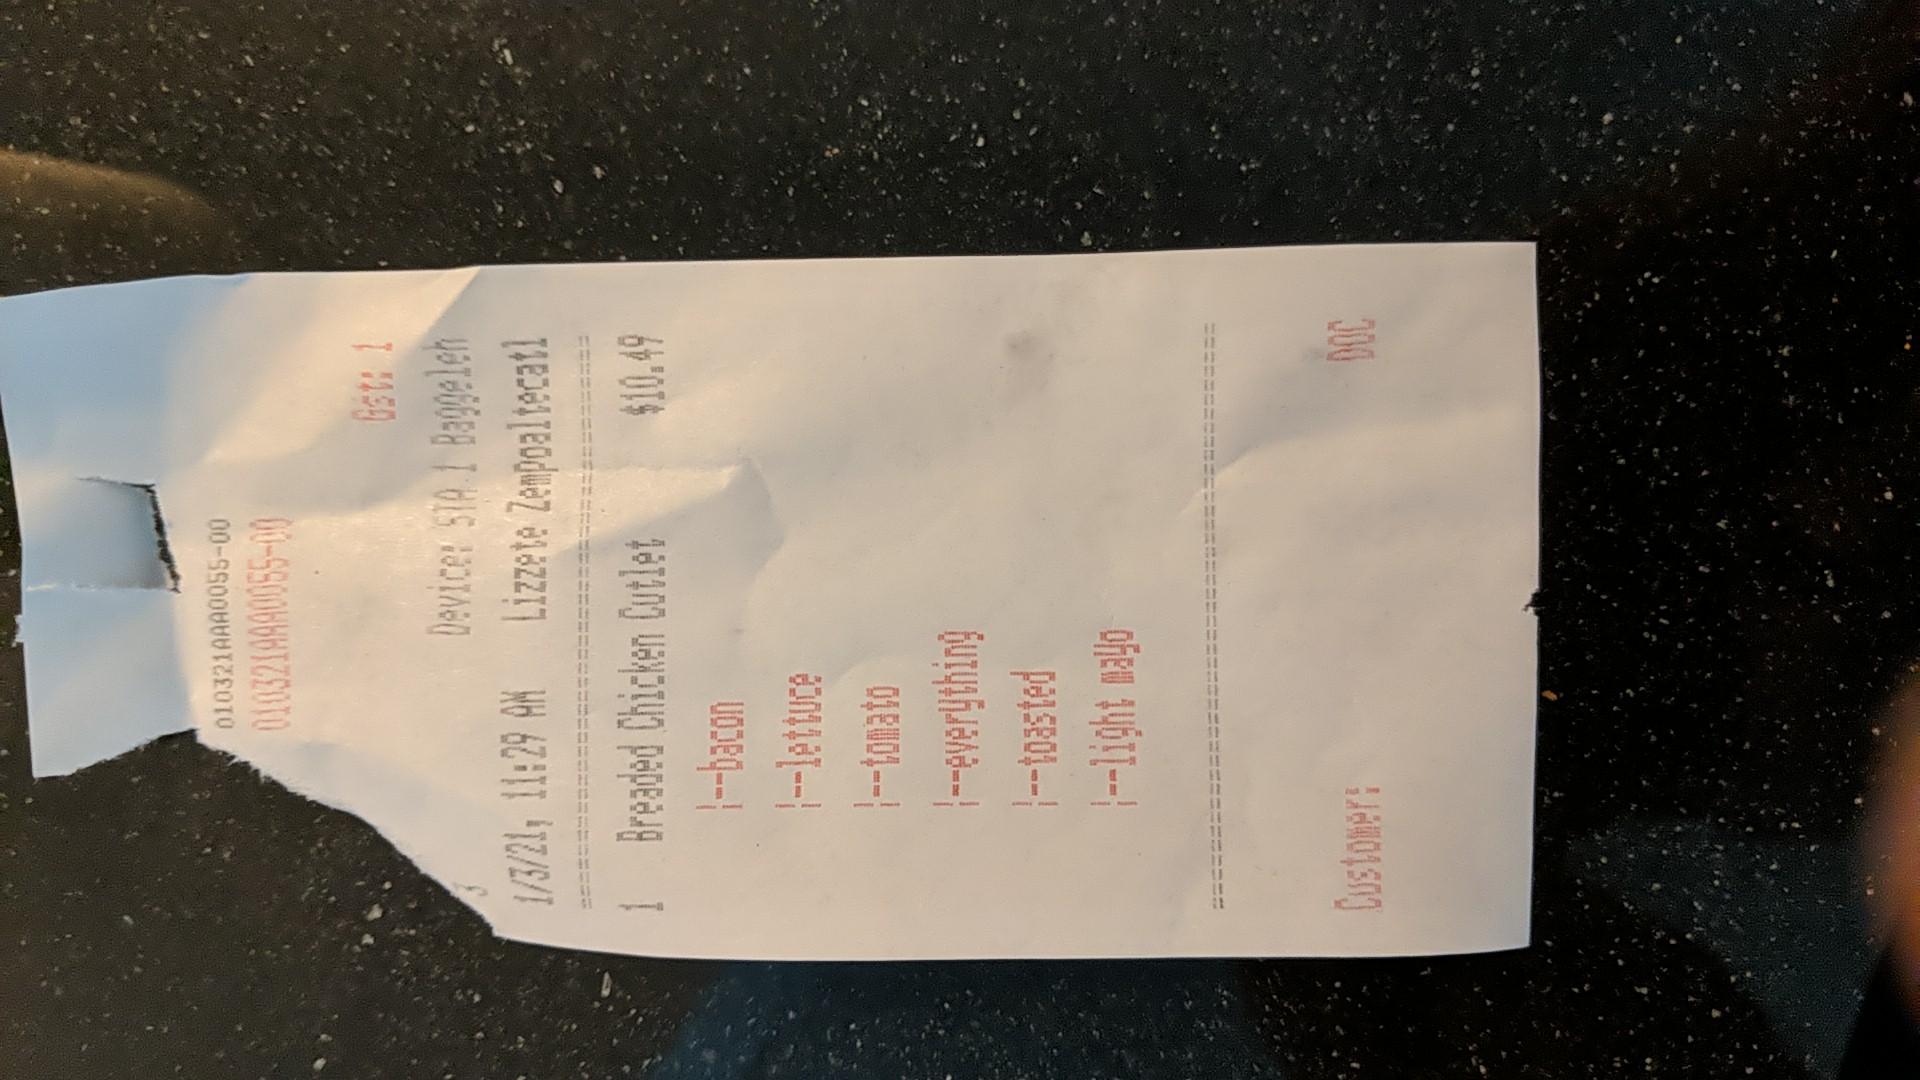 010321AAA0055-00
010321AAA0055-00
Gst: 1
3 Device: STA 1 Baggeleh
1/3/21, 11:29 AM Lizzete Zempoaltecatl
1 Breaded Chicken Cutlet $10.49
|--bacon
|--lettuce
|--tomato
|--everything
|--toasted
|--light mayo
Customer: DOC